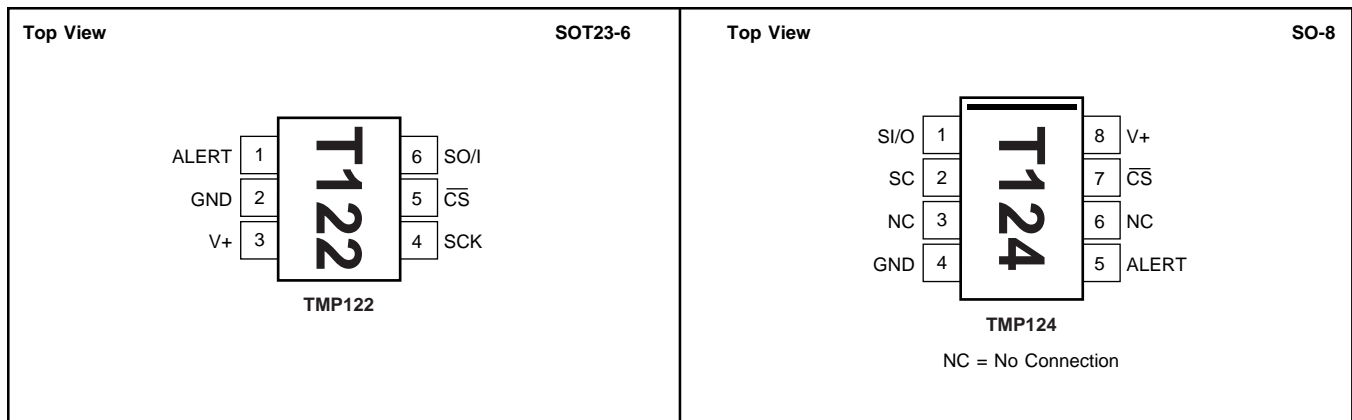 Top View SOT23-6
T122
ALERT 1 6 SO/I
GND 2 5 C̅S̅
V+ 3 4 SCK
TMP122
Top View SO-8
T124
SI/O 1 8 V+
SC 2 7 C̅S̅
NC 3 6 NC
GND 4 5 ALERT
TMP124
NC = No Connection